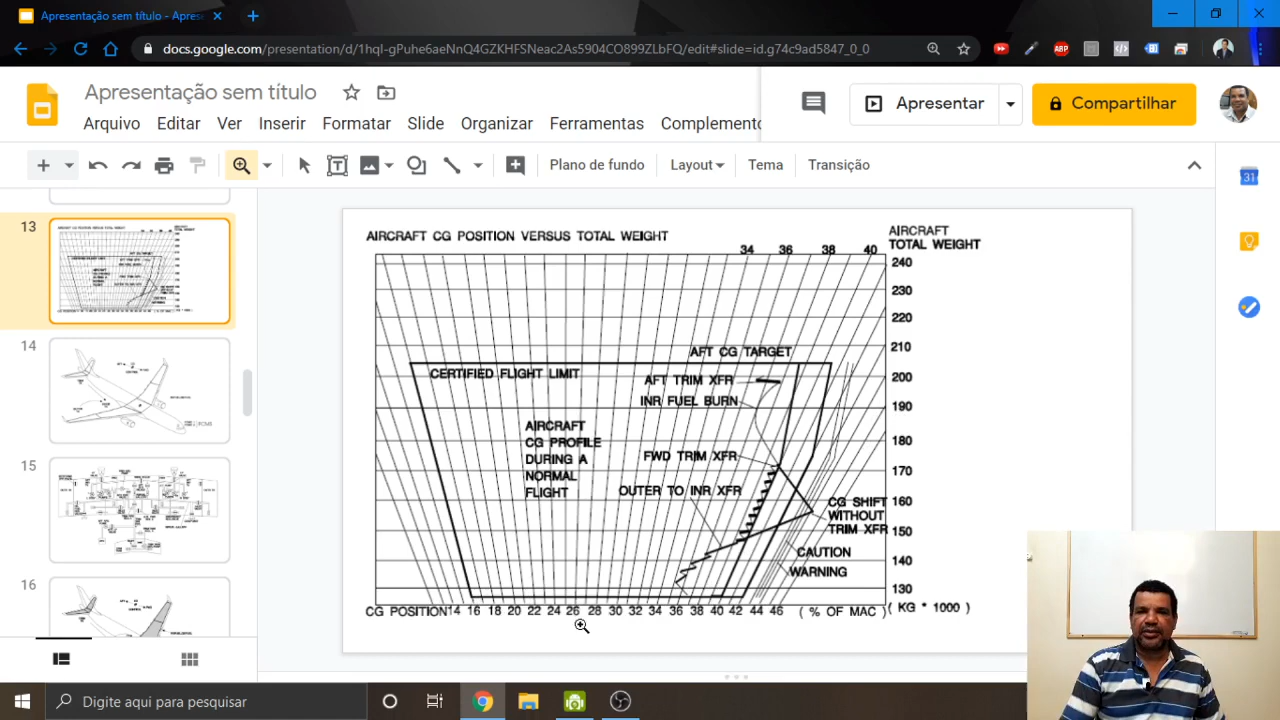 Apresentação sem título - Apres
docs.google.com/presentation/d/1hqI-gPuhe6aeNnQ4GZKHFSNeac2As5904CO899ZLbFQ/edit#slide=id.g74c9ad5847_0_0
ABP
Apresentação sem título
Apresentar
Compartilhar
Arquivo Editar Ver Inserir Formatar Slide Organizar Ferramentas Complemento
Plano de fundo Layout Tema Transição
31
13
14
15
16
AIRCRAFT CG POSITION VERSUS TOTAL WEIGHT
34 36 38 40
AIRCRAFT
TOTAL WEIGHT
240
230
220
210
200
190
180
170
160
150
140
130
AFT CG TARGET
CERTIFIED FLIGHT LIMIT
AFT TRIM XFR
INR FUEL BURN
AIRCRAFT
CG PROFILE
DURING A
NORMAL
FLIGHT
FWD TRIM XFR
OUTER TO INR XFR
CG SHIFT
WITHOUT
TRIM XFR
CAUTION
WARNING
CG POSITION 14 16 18 20 22 24 26 28 30 32 34 36 38 40 42 44 46 ( % OF MAC )
( KG * 1000 )
Digite aqui para pesquisar